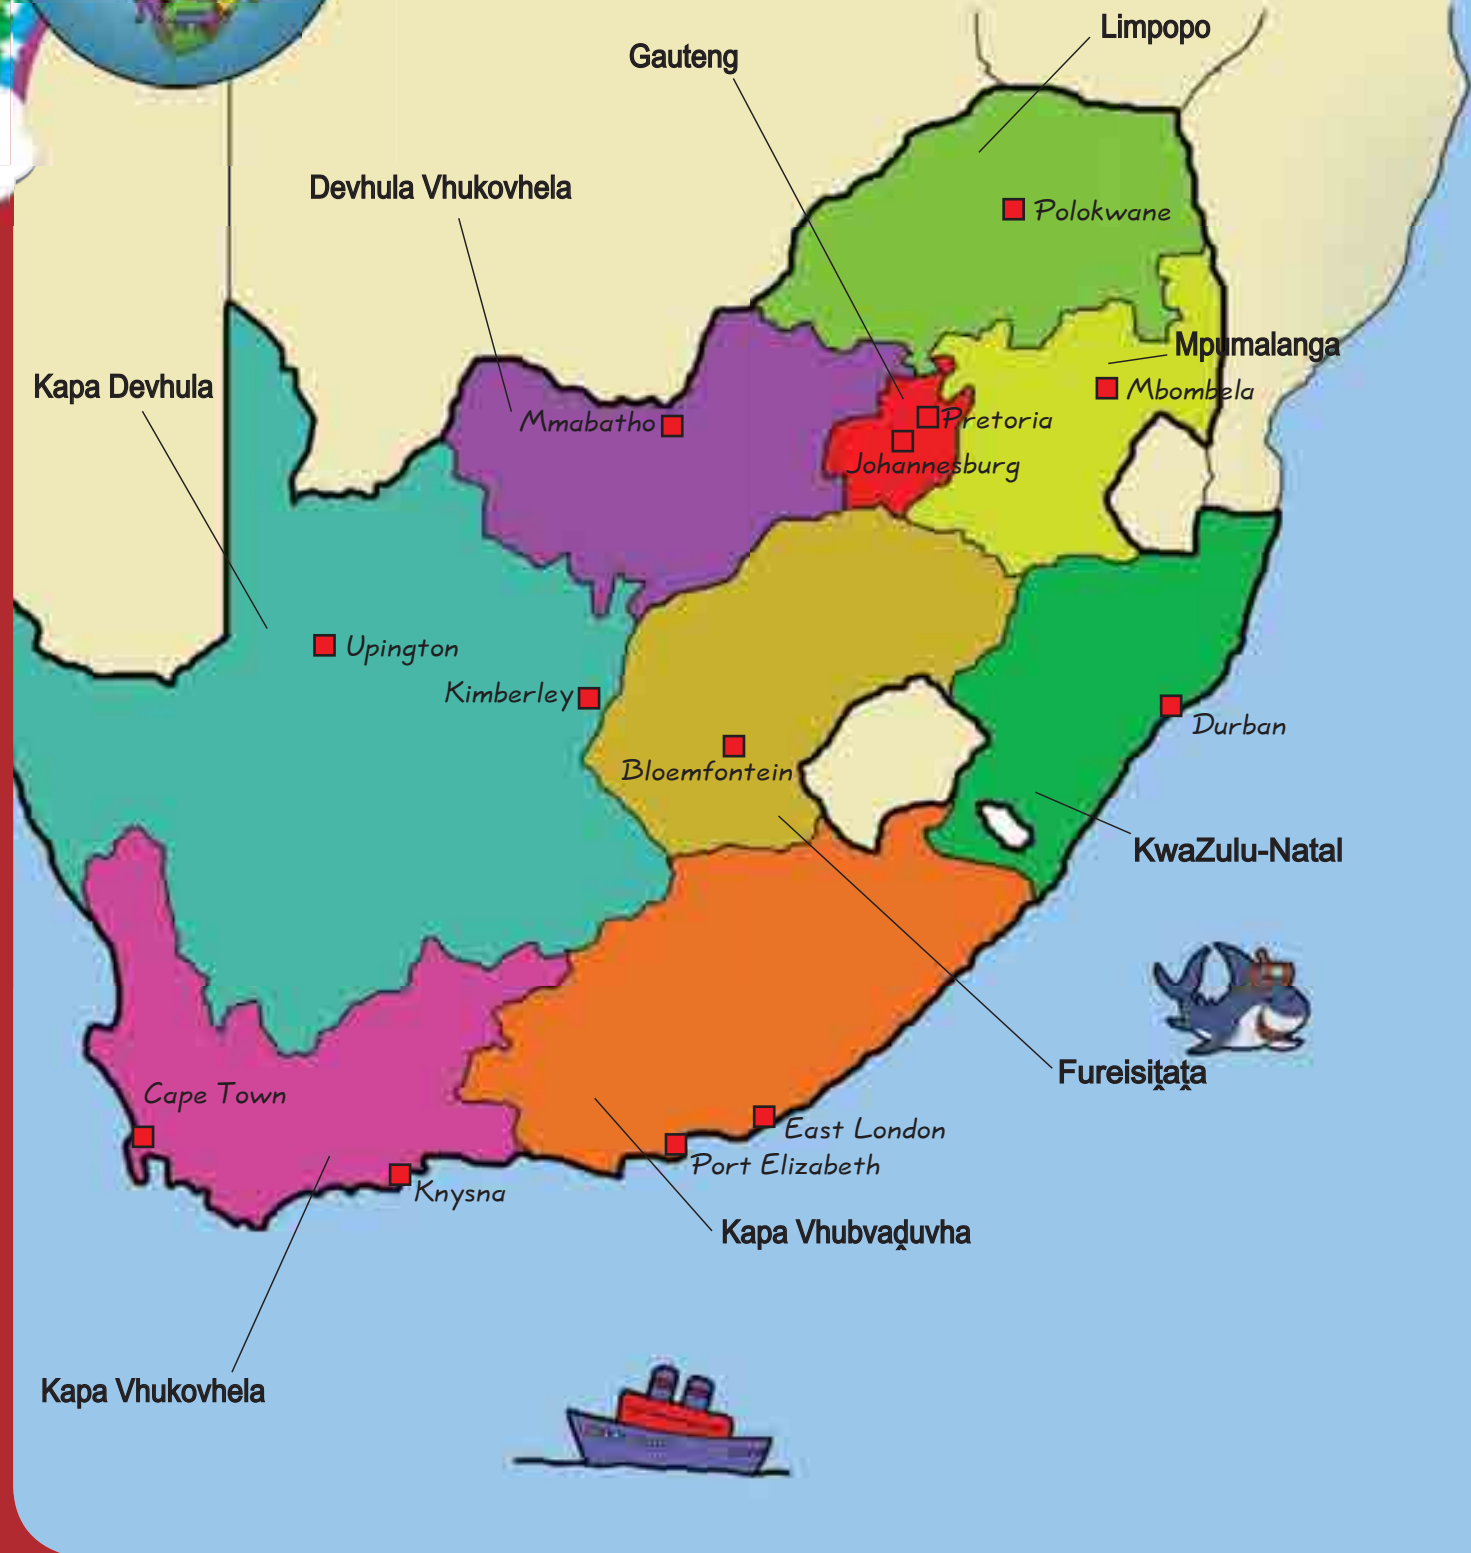 Limpopo
Gauteng
Devhula Vhukovhela
Polokwane
Mpumalanga
Kapa Devhula
Mbombela
Mmabatho
Pretoria
Johannesburg
Upington
Kimberley
Durban
Bloemfontein
KwaZulu-Natal
Fureisiṱaṱa
Cape Town
East London
Port Elizabeth
Knysna
Kapa Vhubvaḓuvha
Kapa Vhukovhela